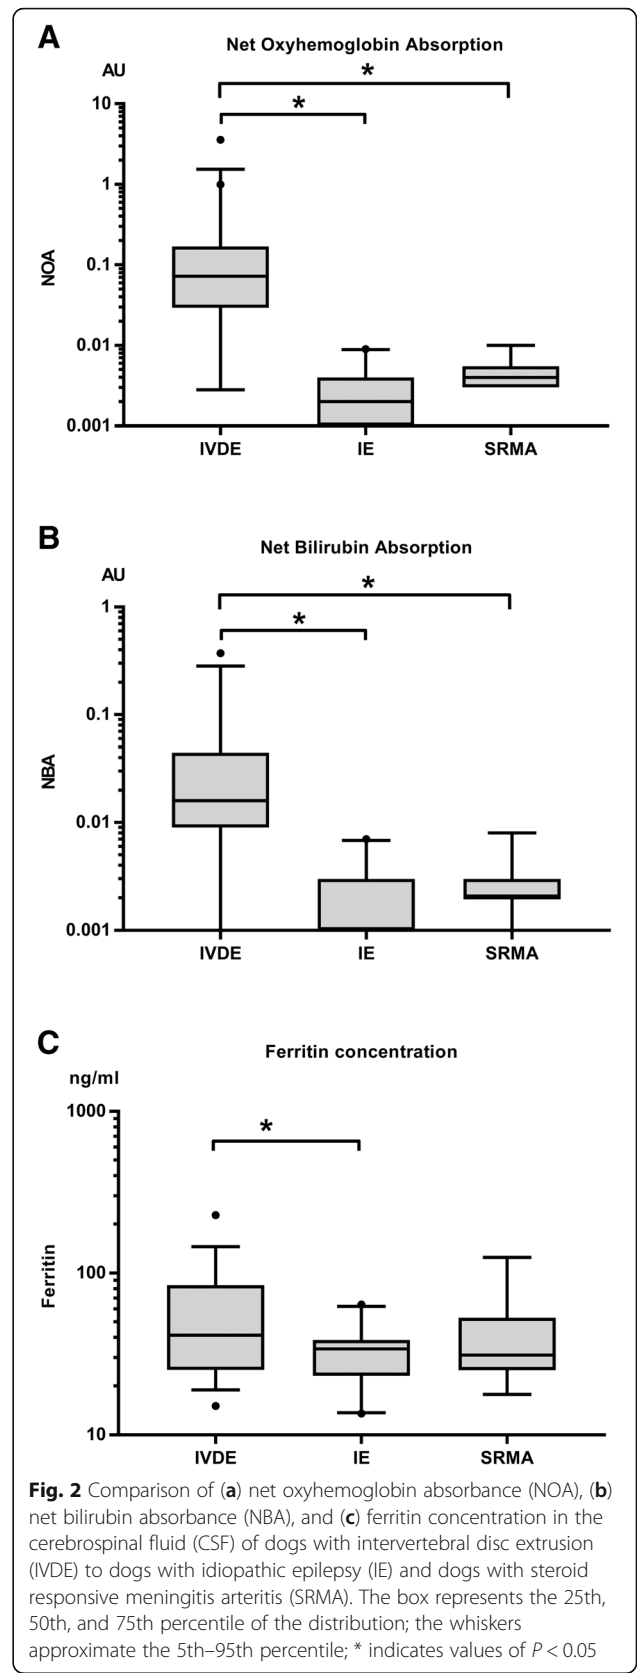 A
Net Oxyhemoglobin Absorption
AU
*
*
10
1
0.1
0.01
0.001
NOA
IVDE IE SRMA
B
Net Bilirubin Absorption
AU
*
*
1
0.1
0.01
0.001
NBA
IVDE IE SRMA
C
Ferritin concentration
ng/ml
*
1000
100
10
Ferritin
IVDE IE SRMA
Fig. 2 Comparison of (a) net oxyhemoglobin absorbance (NOA), (b)
net bilirubin absorbance (NBA), and (c) ferritin concentration in the
cerebrospinal fluid (CSF) of dogs with intervertebral disc extrusion
(IVDE) to dogs with idiopathic epilepsy (IE) and dogs with steroid
responsive meningitis arteritis (SRMA). The box represents the 25th,
50th, and 75th percentile of the distribution; the whiskers
approximate the 5th–95th percentile; * indicates values of P < 0.05